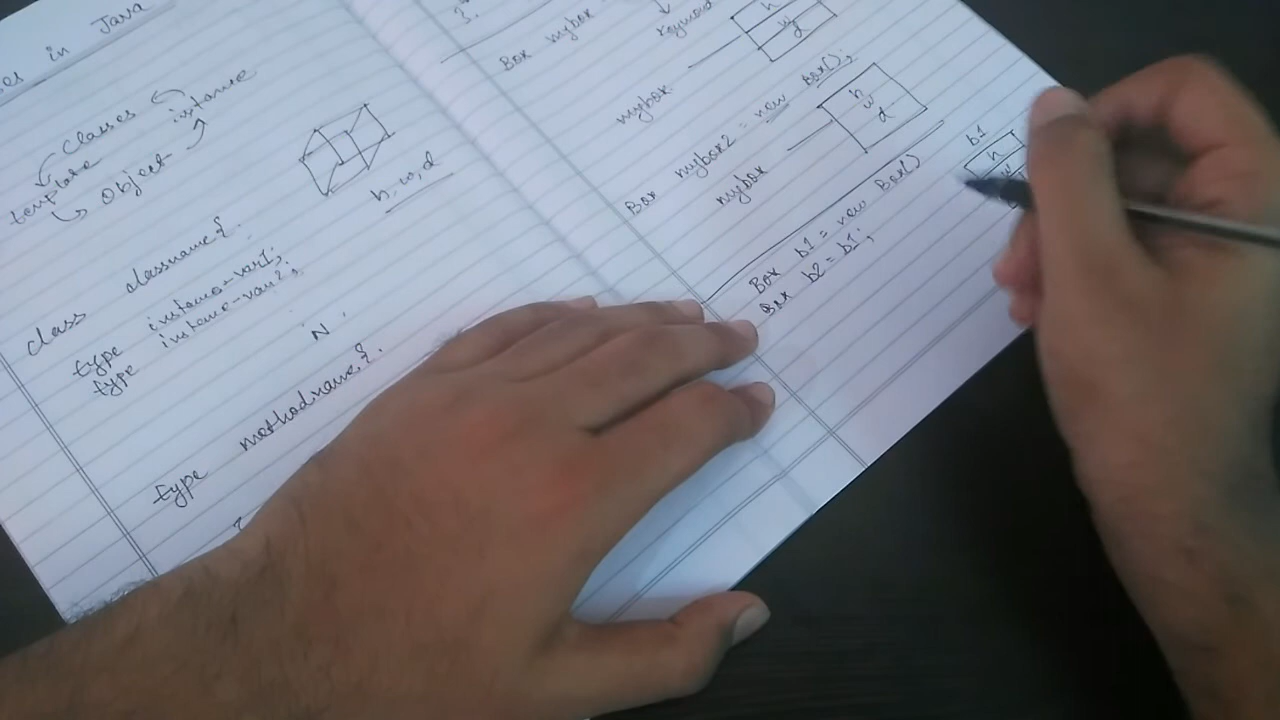 in Java
Classes
template
Object
instance
h, w, d
class classname {
type instance-var1;
type instance-var2;
N.
type methodname {
}.
Box mybox
keyword
h
w
d
mybox
Box mybox2 = new Box();
h
w
d
mybox
Box b1 = new Box()
Box b2 = b1;
b1
h
w